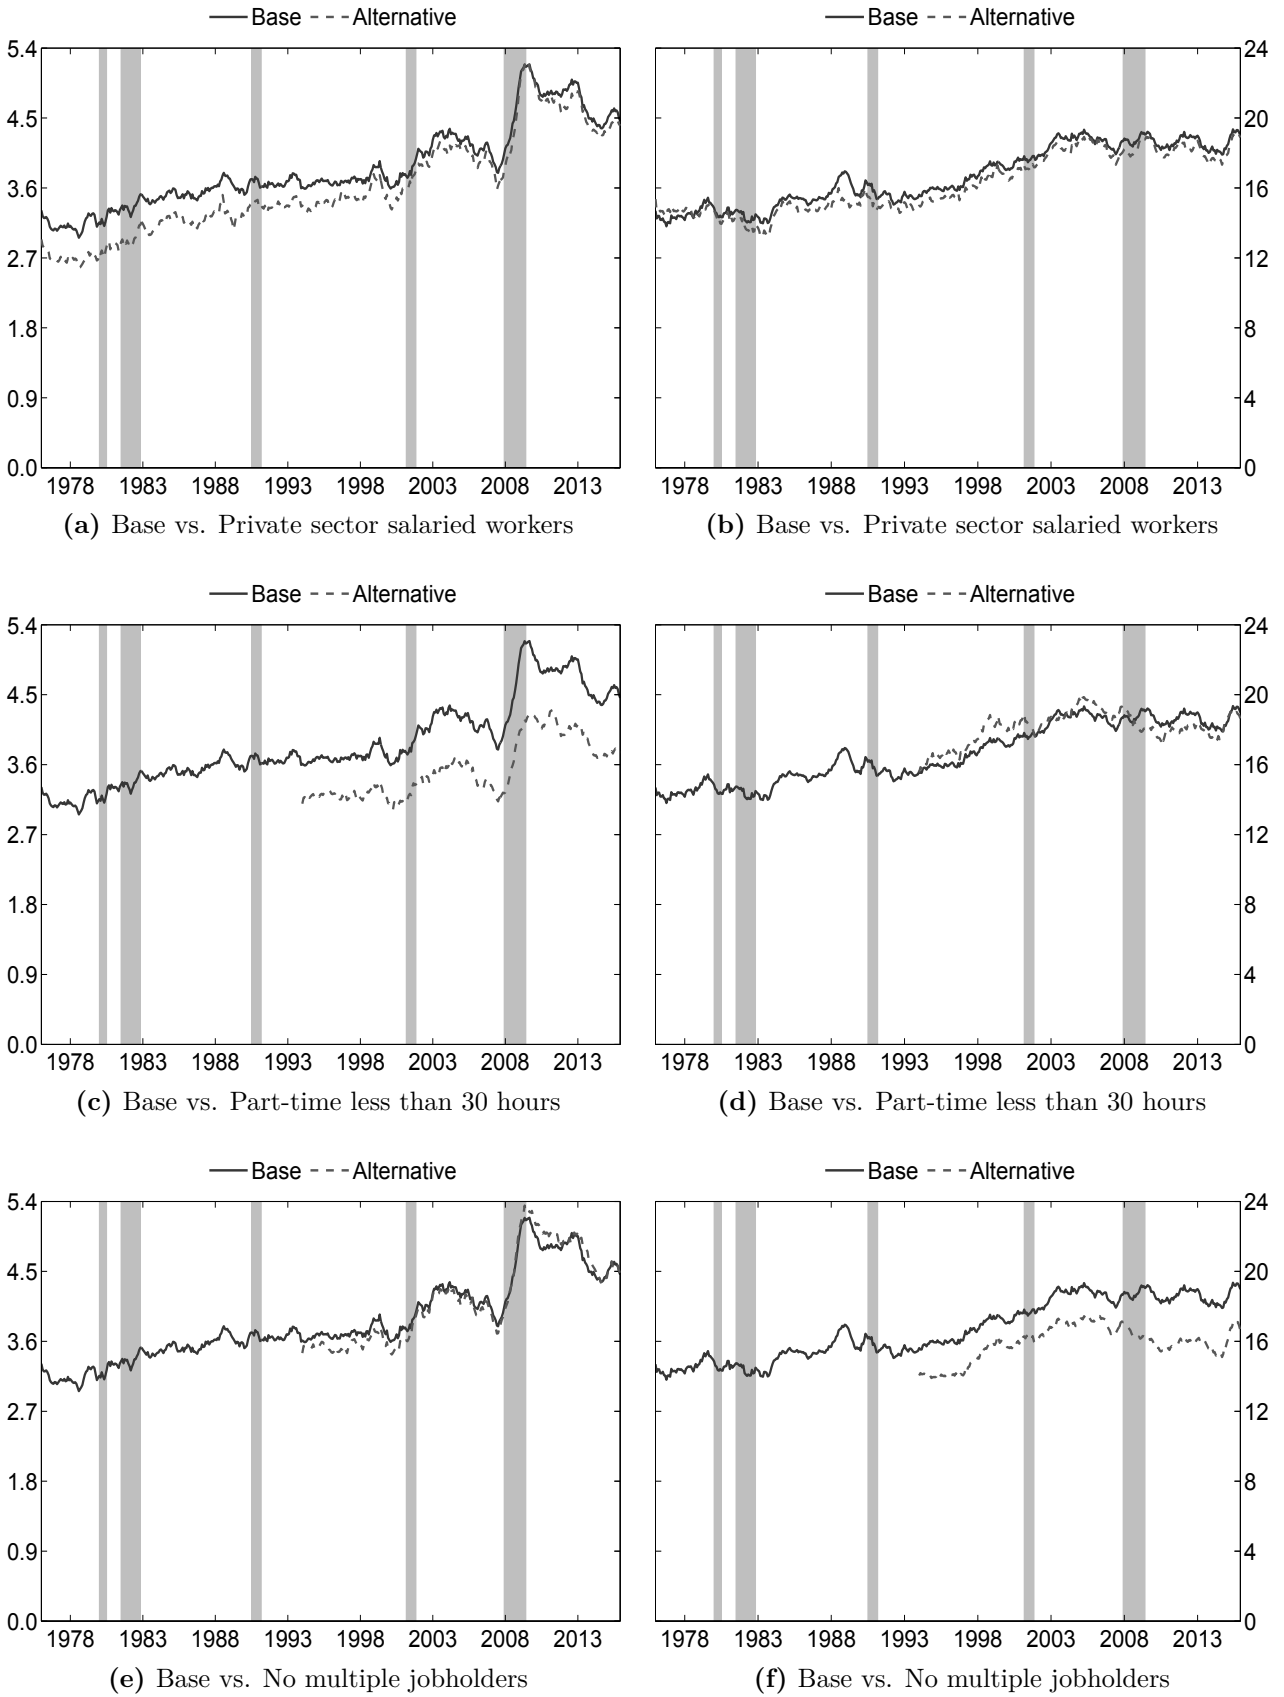 Base Alternative
Base Alternative
5.4
4.5
3.6
2.7
1.8
0.9
0.0
1978 1983 1988 1993 1998 2003 2008 2013
(a) Base vs. Private sector salaried workers
24
20
16
12
8
4
0
1978 1983 1988 1993 1998 2003 2008 2013
(b) Base vs. Private sector salaried workers
Base Alternative
Base Alternative
5.4
4.5
3.6
2.7
1.8
0.9
0.0
1978 1983 1988 1993 1998 2003 2008 2013
(c) Base vs. Part-time less than 30 hours
24
20
16
12
8
4
0
1978 1983 1988 1993 1998 2003 2008 2013
(d) Base vs. Part-time less than 30 hours
Base Alternative
Base Alternative
5.4
4.5
3.6
2.7
1.8
0.9
0.0
1978 1983 1988 1993 1998 2003 2008 2013
(e) Base vs. No multiple jobholders
24
20
16
12
8
4
0
1978 1983 1988 1993 1998 2003 2008 2013
(f) Base vs. No multiple jobholders